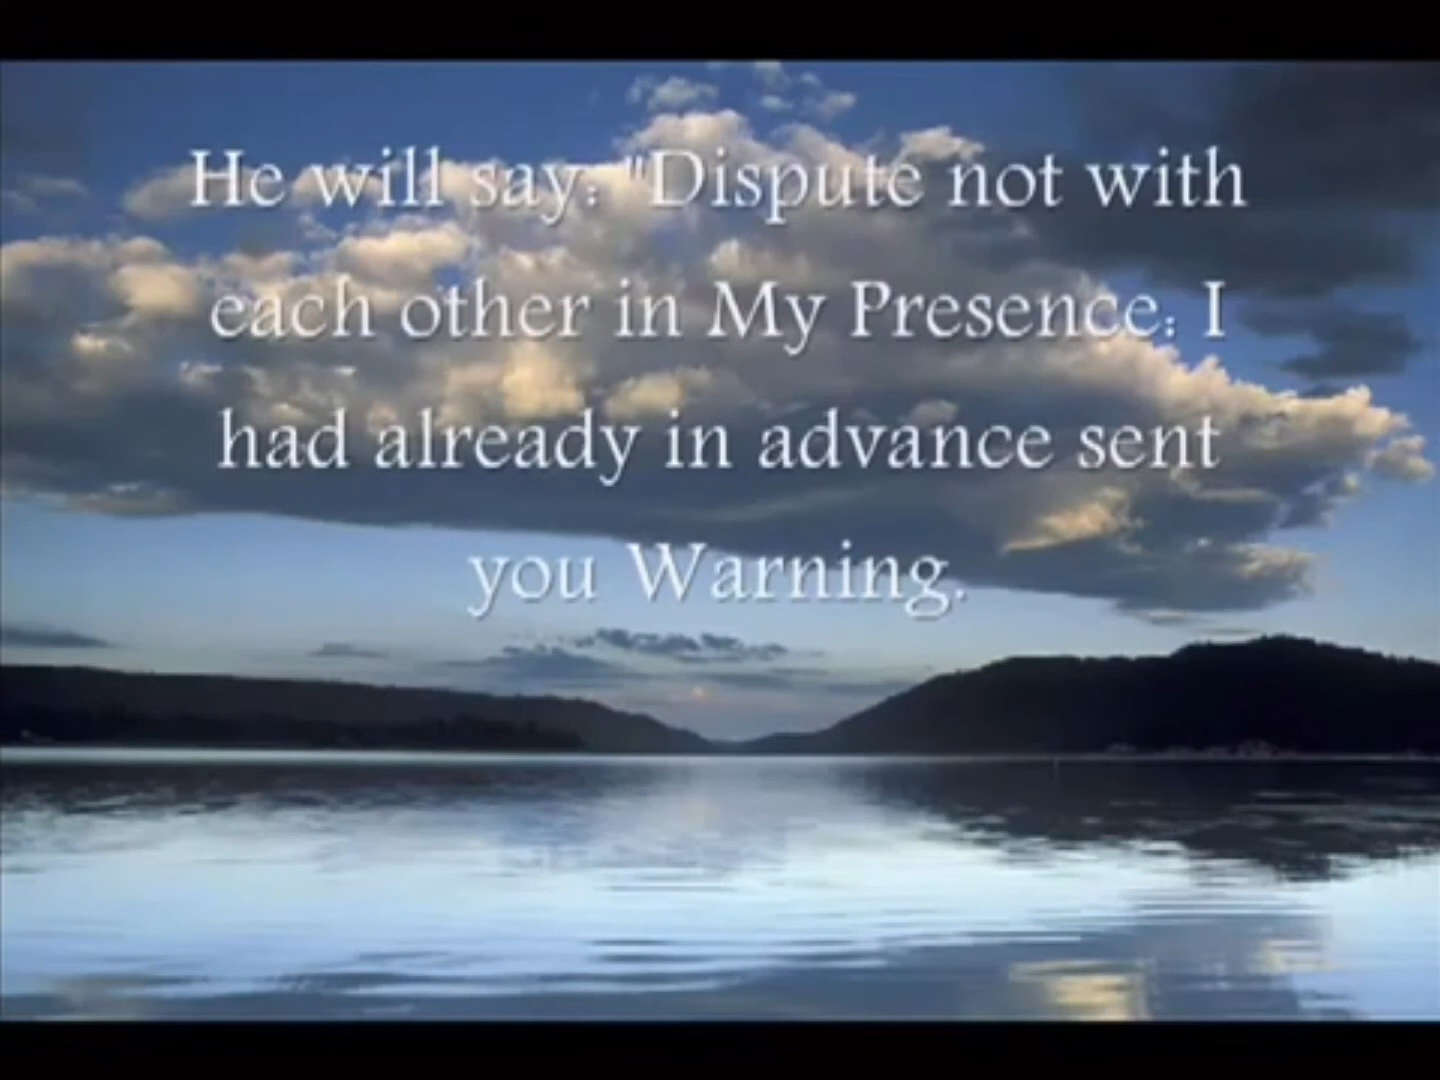 He will say: "Dispute not with
each other in My Presence: I
had already in advance sent
you Warning.